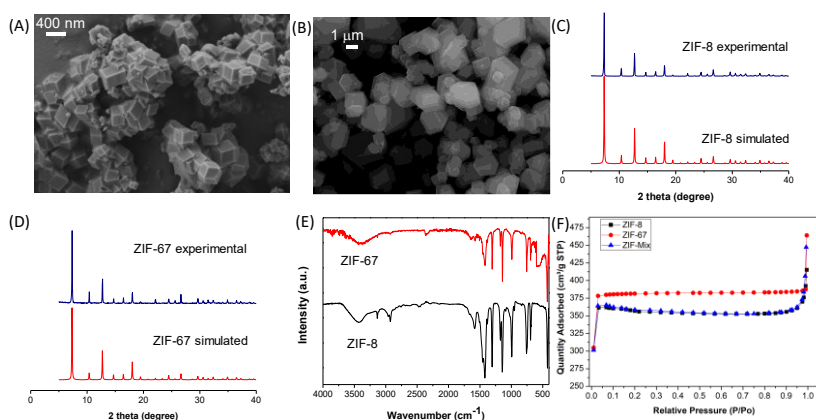 (A)
400 nm
(B)
1 μm
(C)
ZIF-8 experimental
ZIF-8 simulated
0 10 20 30 40
2 theta (degree)
(D)
ZIF-67 experimental
ZIF-67 simulated
0 10 20 30 40
2 theta (degree)
(E)
Intensity (a.u.)
ZIF-67
ZIF-8
4000 3500 3000 2500 2000 1500 1000 500
Wavenumber (cm⁻¹)
(F)
ZIF-8
ZIF-67
ZIF-Mix
Quantity Adsorbed (cm³/g STP)
475
450
425
400
375
350
325
300
275
250
0 0.1 0.2 0.3 0.4 0.5 0.6 0.7 0.8 0.9 1.0
Relative Pressure (P/Po)